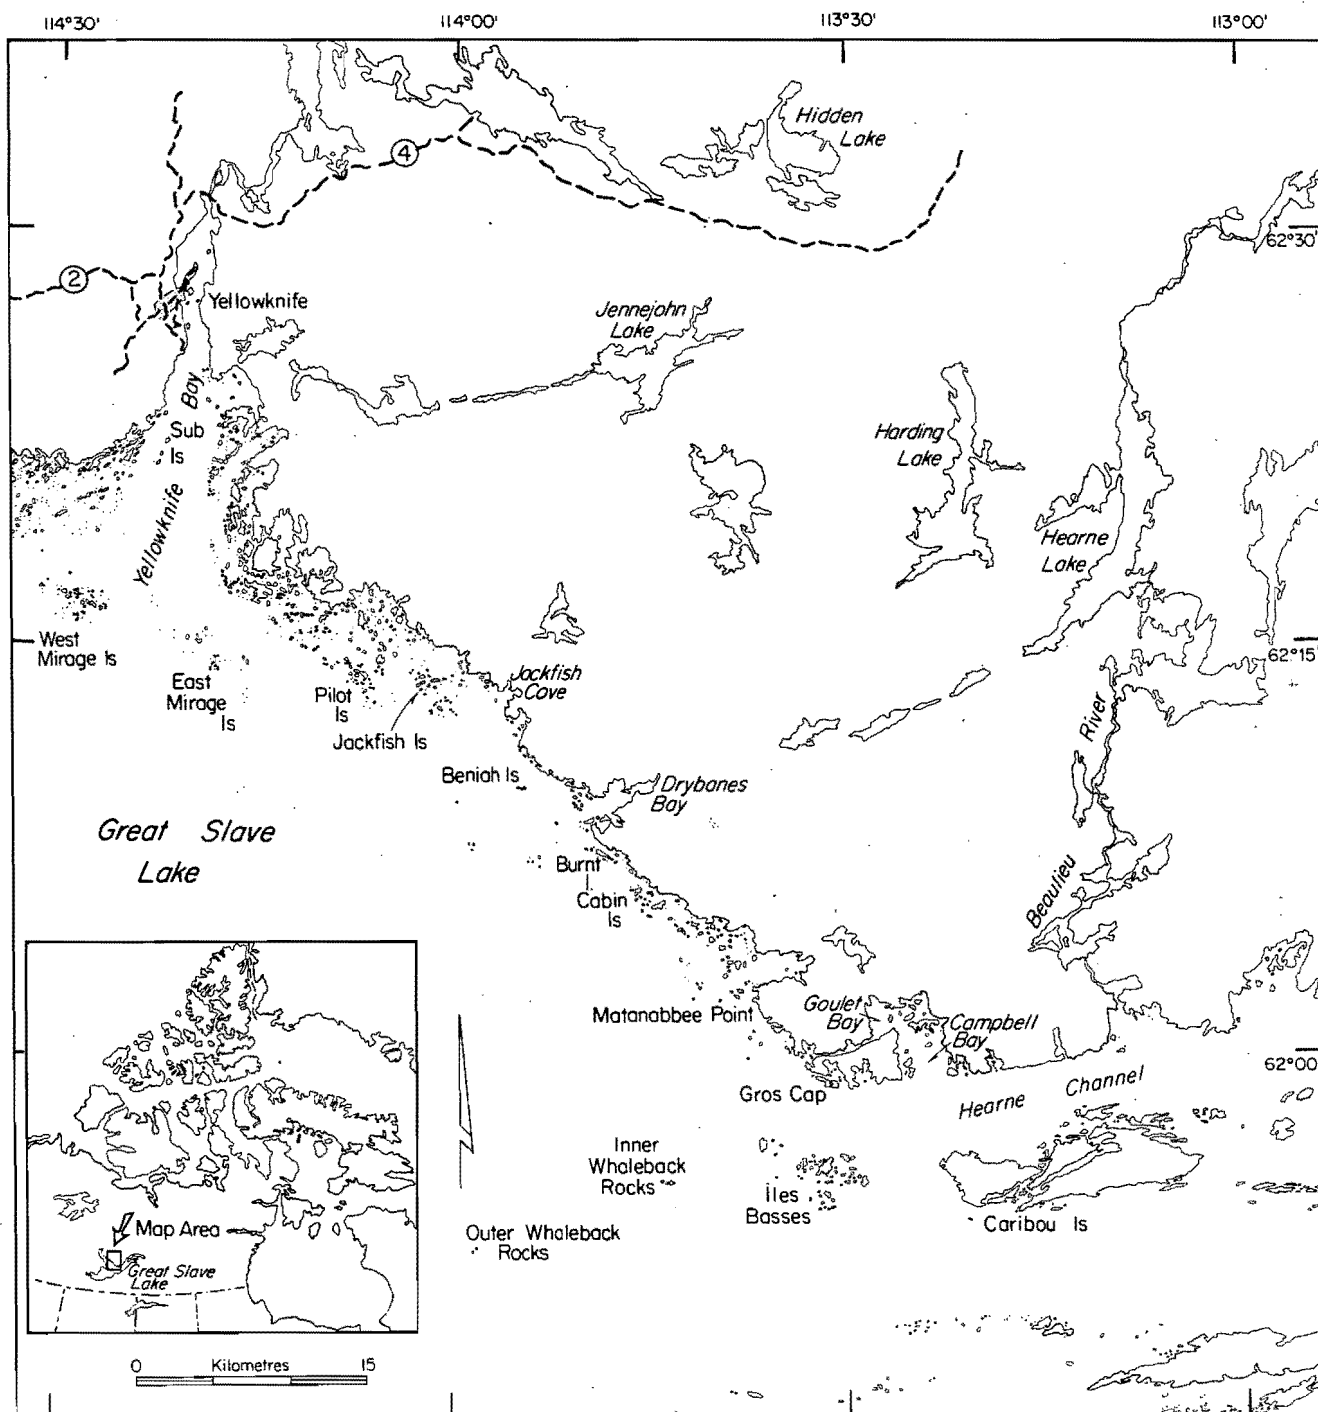 114°30'
114°00'
113°30'
113°00'
Hidden
Lake
4
62°30'
2
Yellowknife
Jennejohn
Lake
Yellowknife Bay
Sub
Is
Harding
Lake
Hearne
Lake
West
Mirage Is
62°15'
East
Mirage
Is
Pilot
Is
Jackfish
Cove
Jackfish Is
Beniah Is
Drybanes
Bay
Beaulieu River
Great Slave
Lake
Burnt
Cabin
Is
Matanabbee Point
Goulet
Bay
Campbell
Bay
62°00'
Gros Cap
Hearne Channel
Inner
Whaleback
Rocks
Îles
Basses
Caribou Is
Outer Whaleback
Rocks
Map Area
Great Slave
Lake
0 Kilometres 15